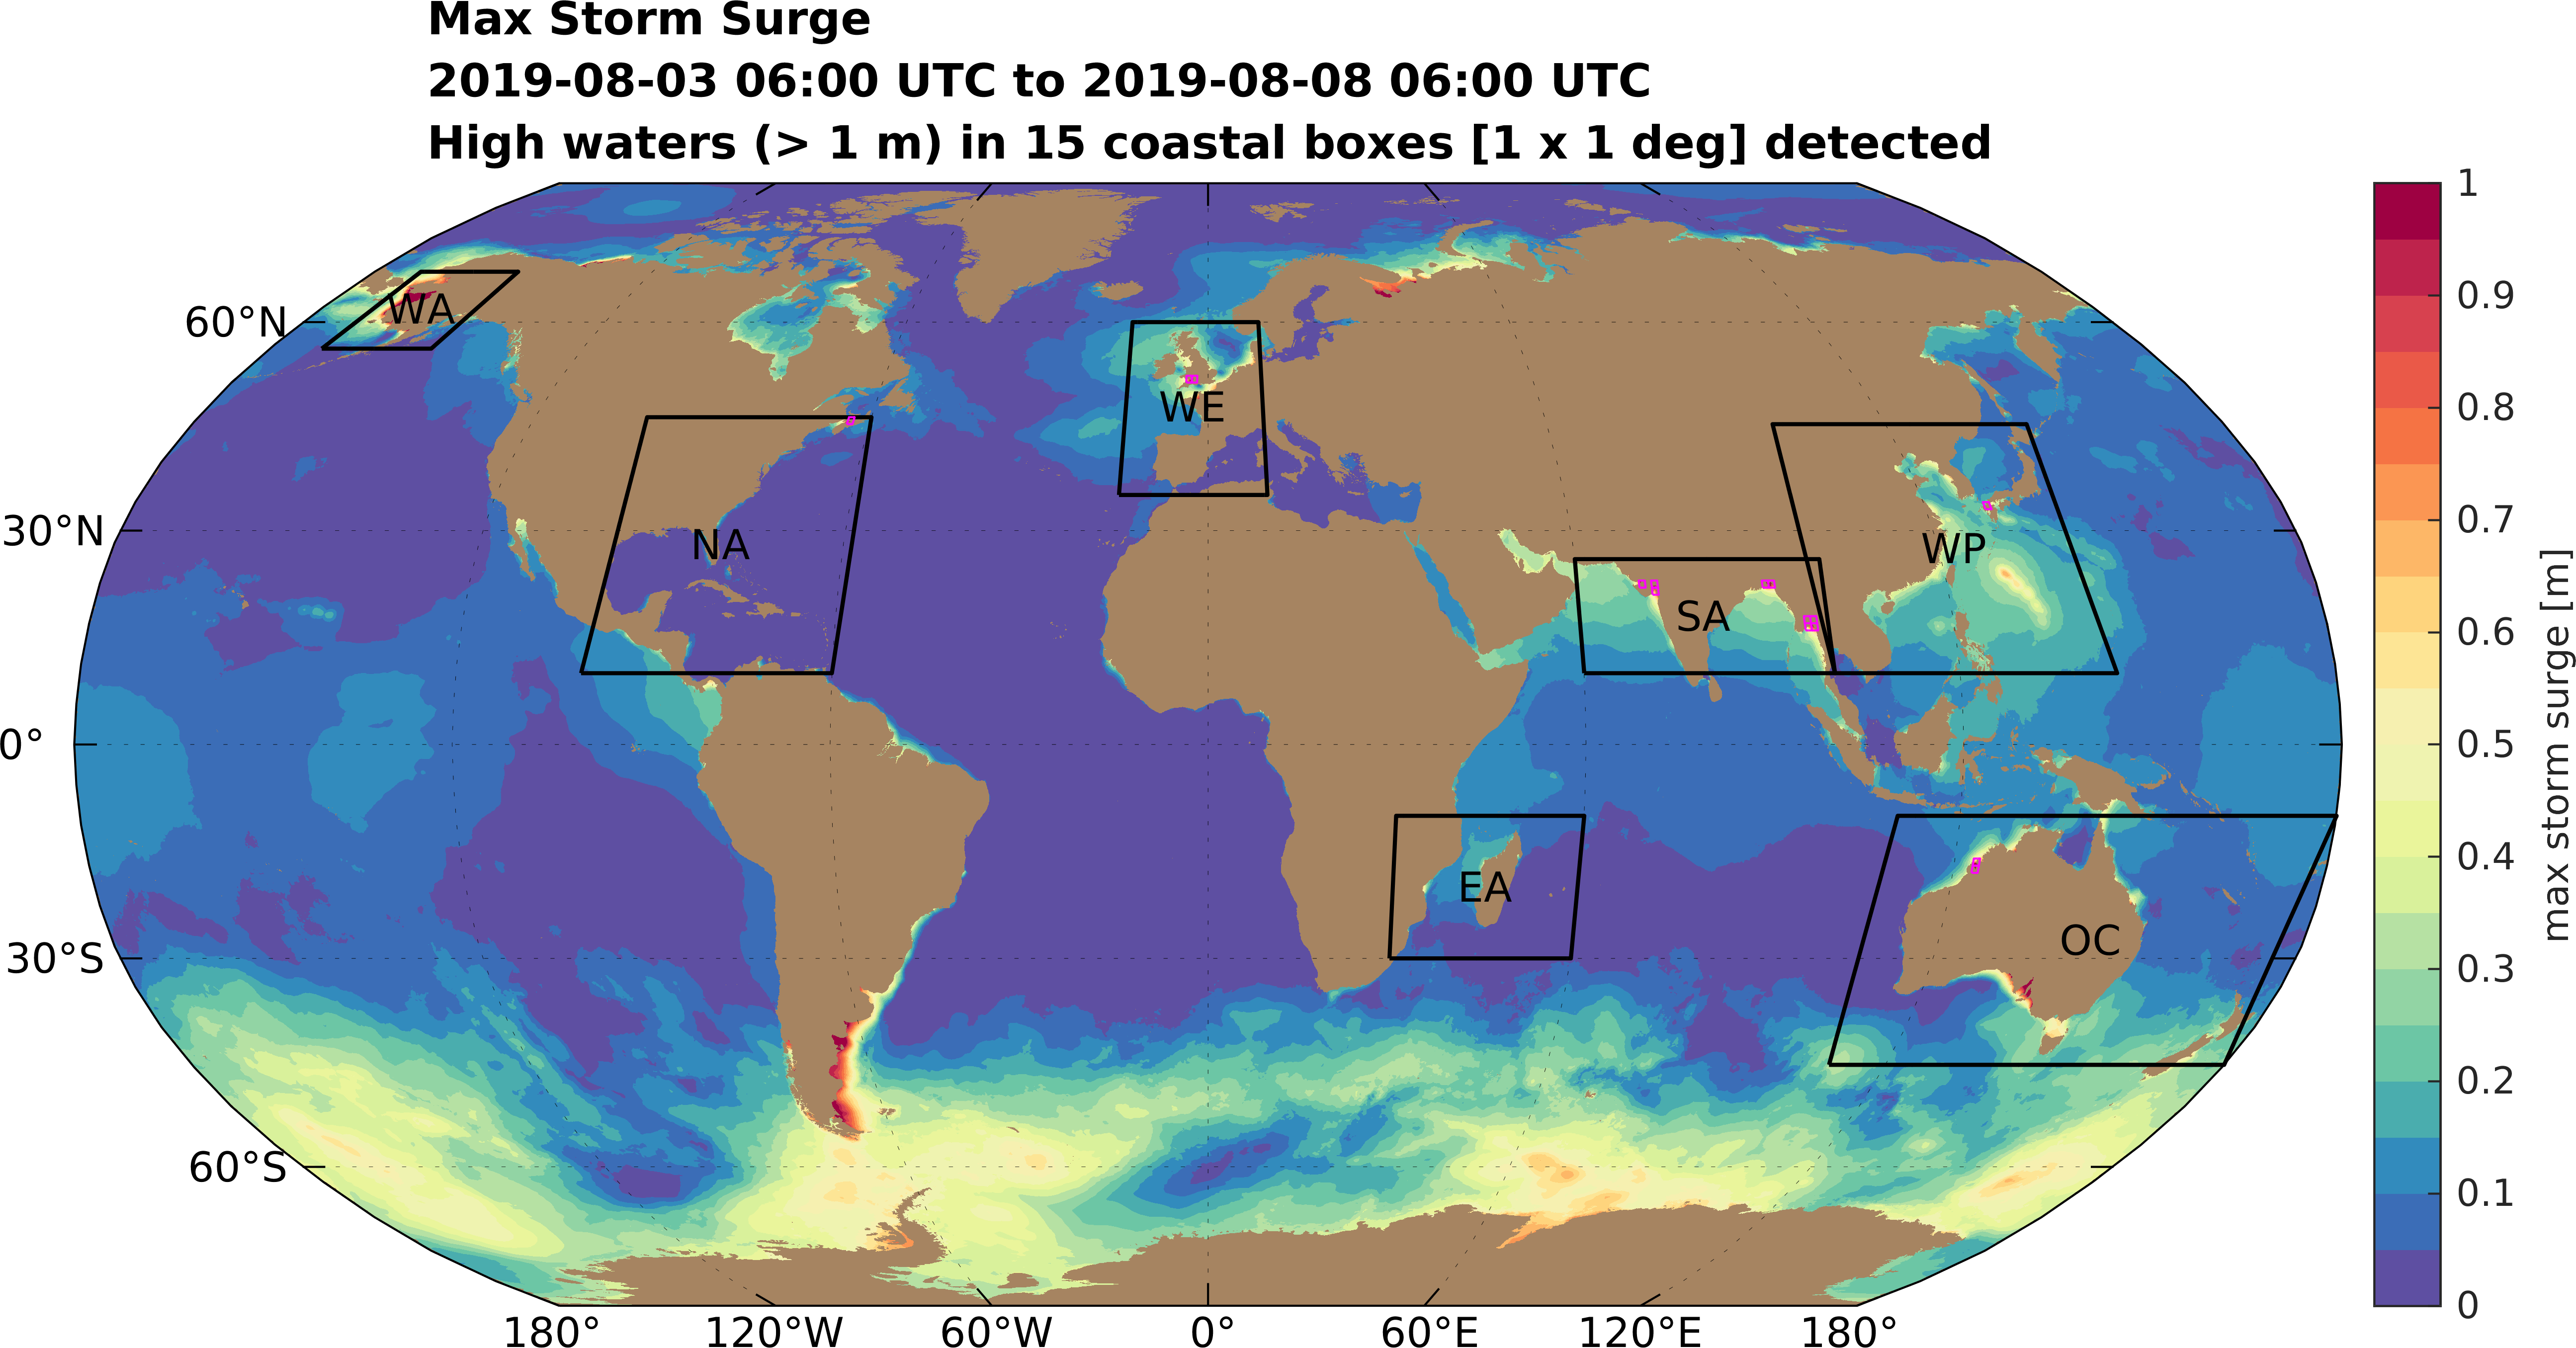 Max Storm Surge
2019-08-03 06:00 UTC to 2019-08-08 06:00 UTC
High waters (> 1 m) in 15 coastal boxes [1 x 1 deg] detected
60°N
30°N
0°
30°S
60°S
WA
NA
WE
SA
WP
EA
OC
180°
120°W
60°W
0°
60°E
120°E
180°
1
0.9
0.8
0.7
0.6
0.5
0.4
0.3
0.2
0.1
0
max storm surge [m]